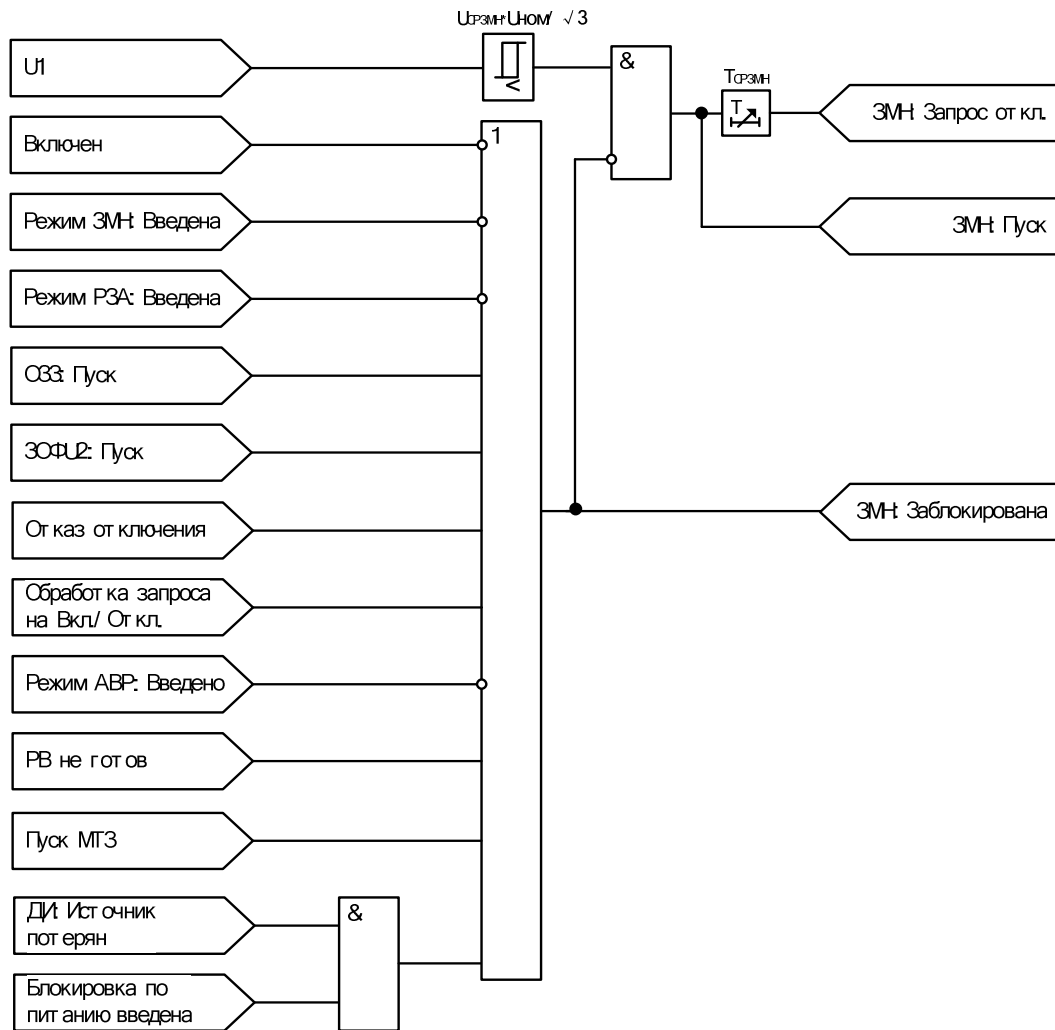 Uсрзмн*Uном/ √3
U1
<
&
Tсрзмн
T
ЗМН: Запрос откл.
Включен
1
Режим ЗМН: Введена
ЗМН: Пуск
Режим РЗА: Введена
ОЗЗ: Пуск
ЗОФU2: Пуск
Отказ отключения
ЗМН: Заблокирована
Обработка запроса
на Вкл./ Откл.
Режим АВР: Введено
РВ не готов
Пуск МТЗ
ДИ: Источник
потерян
&
Блокировка по
питанию введена